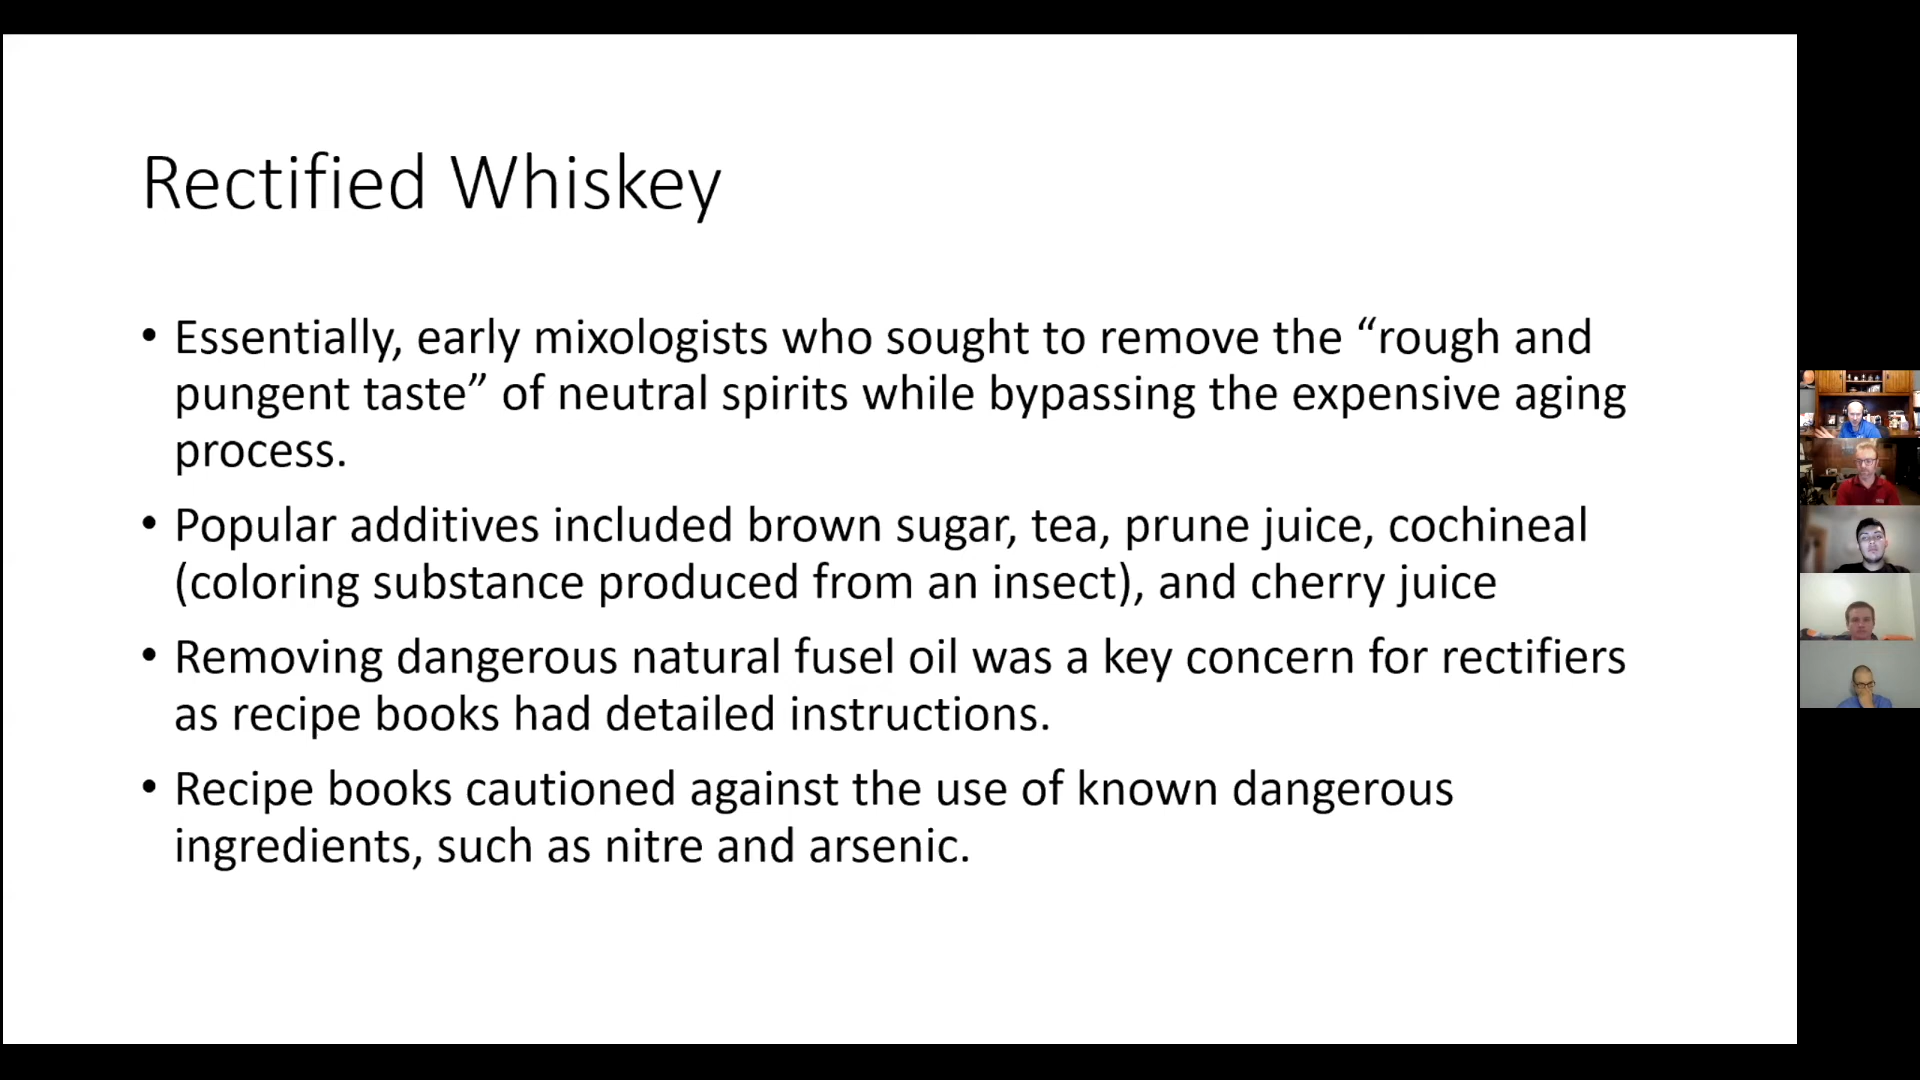 Rectified Whiskey
• Essentially, early mixologists who sought to remove the “rough and
pungent taste” of neutral spirits while bypassing the expensive aging
process.
• Popular additives included brown sugar, tea, prune juice, cochineal
(coloring substance produced from an insect), and cherry juice
• Removing dangerous natural fusel oil was a key concern for rectifiers
as recipe books had detailed instructions.
• Recipe books cautioned against the use of known dangerous
ingredients, such as nitre and arsenic.